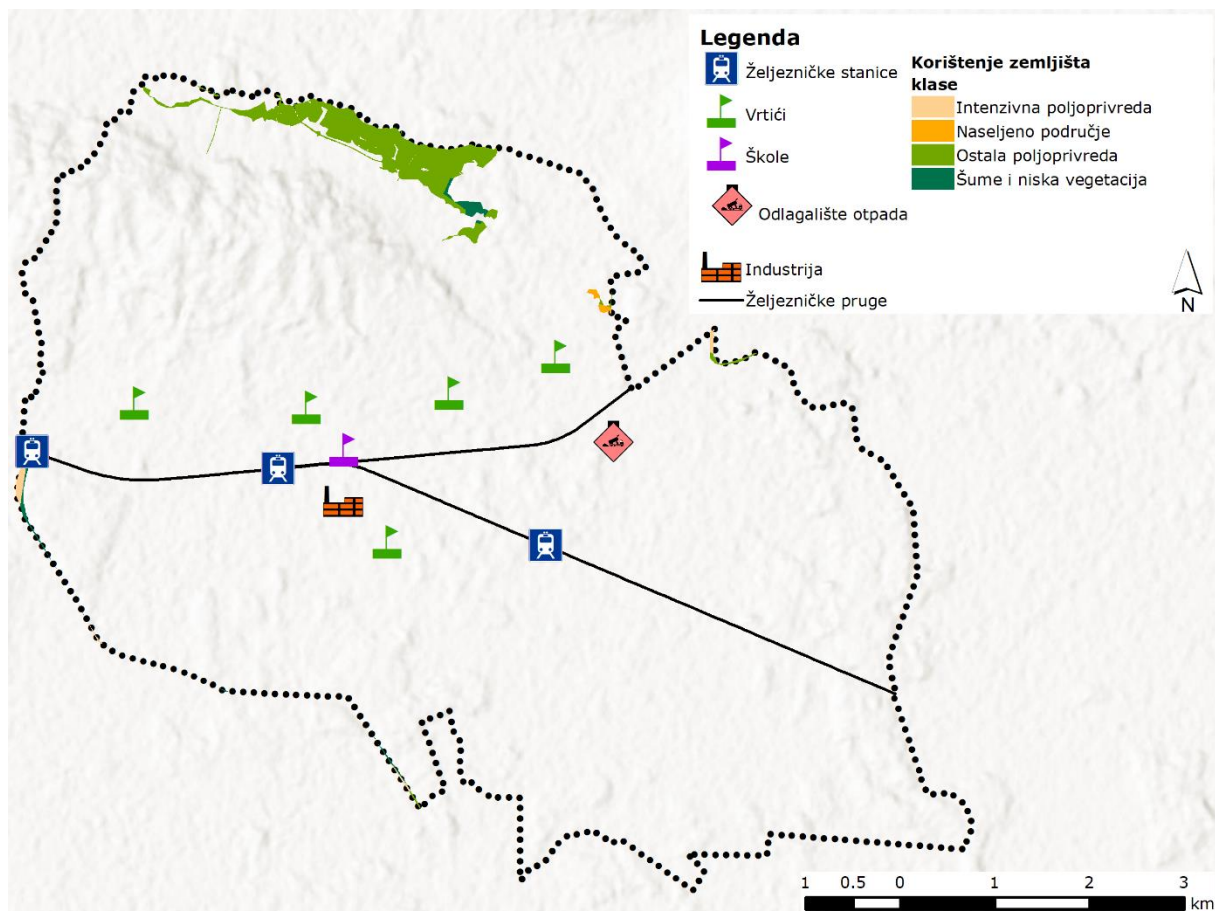 Legenda
Željezničke stanice
Vrtići
Škole
Odlagalište otpada
Industrija
Željezničke pruge
Korištenje zemljišta
klase
Intenzivna poljoprivreda
Naseljeno područje
Ostala poljoprivreda
Šume i niska vegetacija
N
1 0.5 0 1 2 3
km